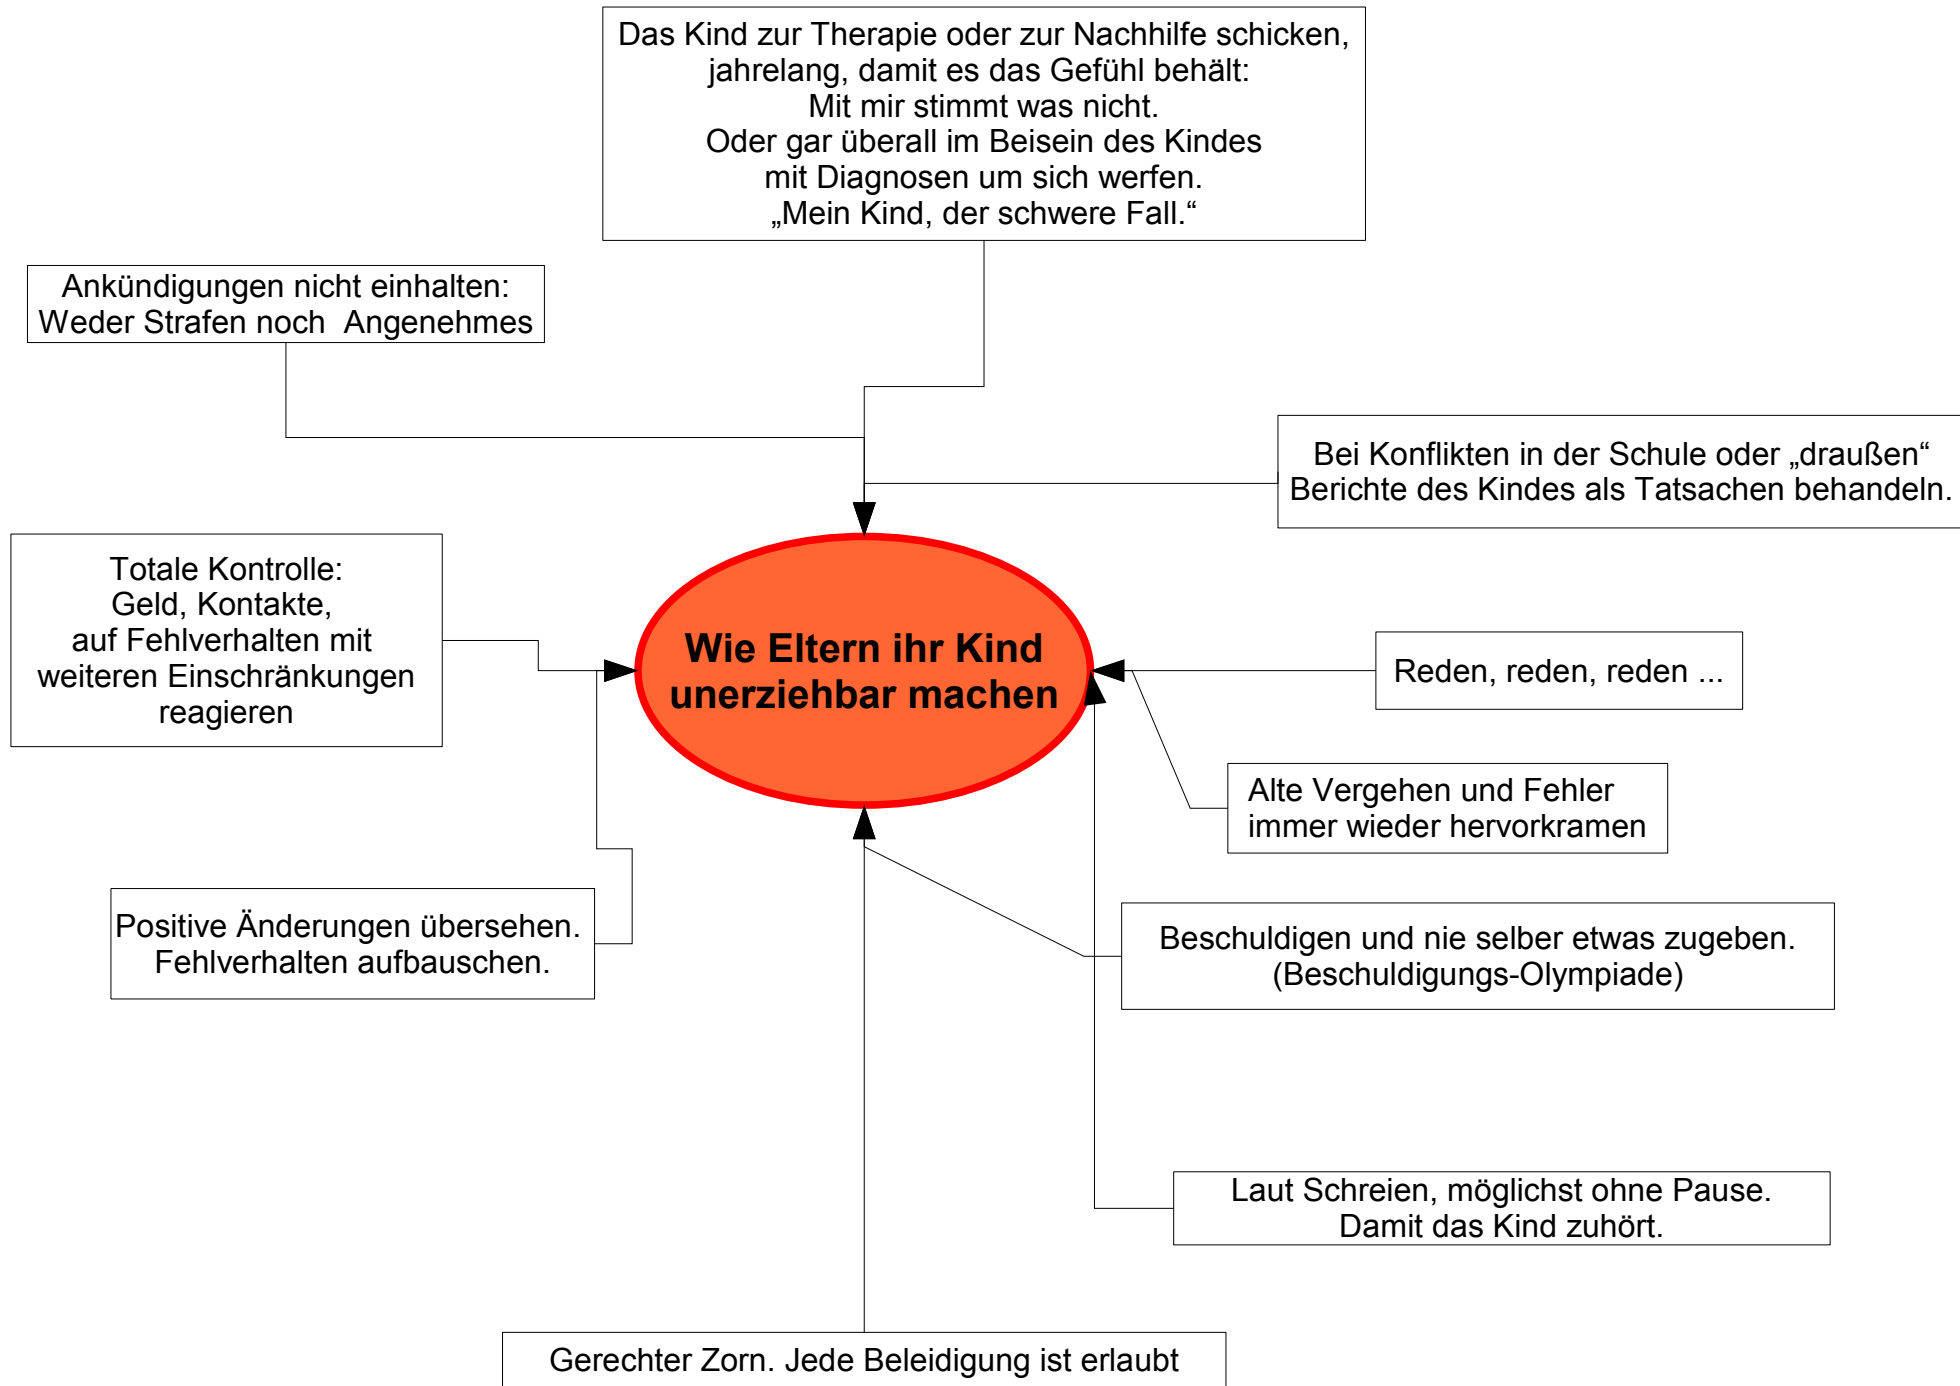 Das Kind zur Therapie oder zur Nachhilfe schicken,
jahrelang, damit es das Gefühl behält:
Mit mir stimmt was nicht.
Oder gar überall im Beisein des Kindes
mit Diagnosen um sich werfen.
„Mein Kind, der schwere Fall.“
Ankündigungen nicht einhalten:
Weder Strafen noch  Angenehmes
Bei Konflikten in der Schule oder „draußen“
Berichte des Kindes als Tatsachen behandeln.
Totale Kontrolle:
Geld, Kontakte,
auf Fehlverhalten mit
weiteren Einschränkungen
reagieren
Wie Eltern ihr Kind
unerziehbar machen
Reden, reden, reden ...
Alte Vergehen und Fehler
immer wieder hervorkramen
Positive Änderungen übersehen.
Fehlverhalten aufbauschen.
Beschuldigen und nie selber etwas zugeben.
(Beschuldigungs-Olympiade)
Laut Schreien, möglichst ohne Pause.
Damit das Kind zuhört.
Gerechter Zorn. Jede Beleidigung ist erlaubt